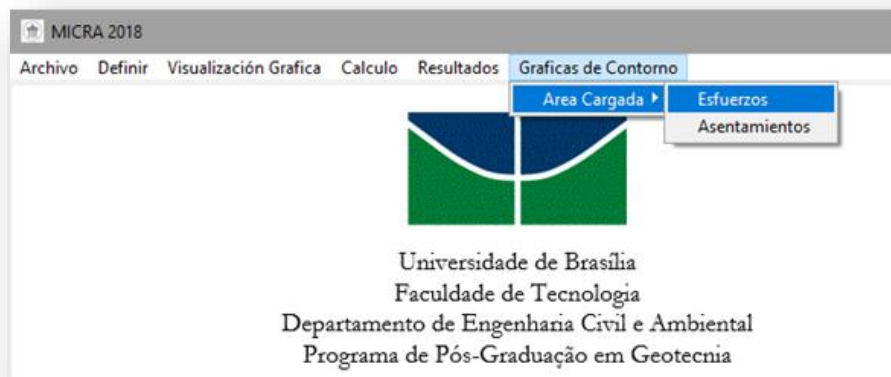 MICRA 2018
Archivo Definir Visualización Grafica Calculo Resultados Graficas de Contorno
Area Cargada Esfuerzos
Asentamientos
Universidade de Brasília
Faculdade de Tecnologia
Departamento de Engenharia Civil e Ambiental
Programa de Pós-Graduação em Geotecnia